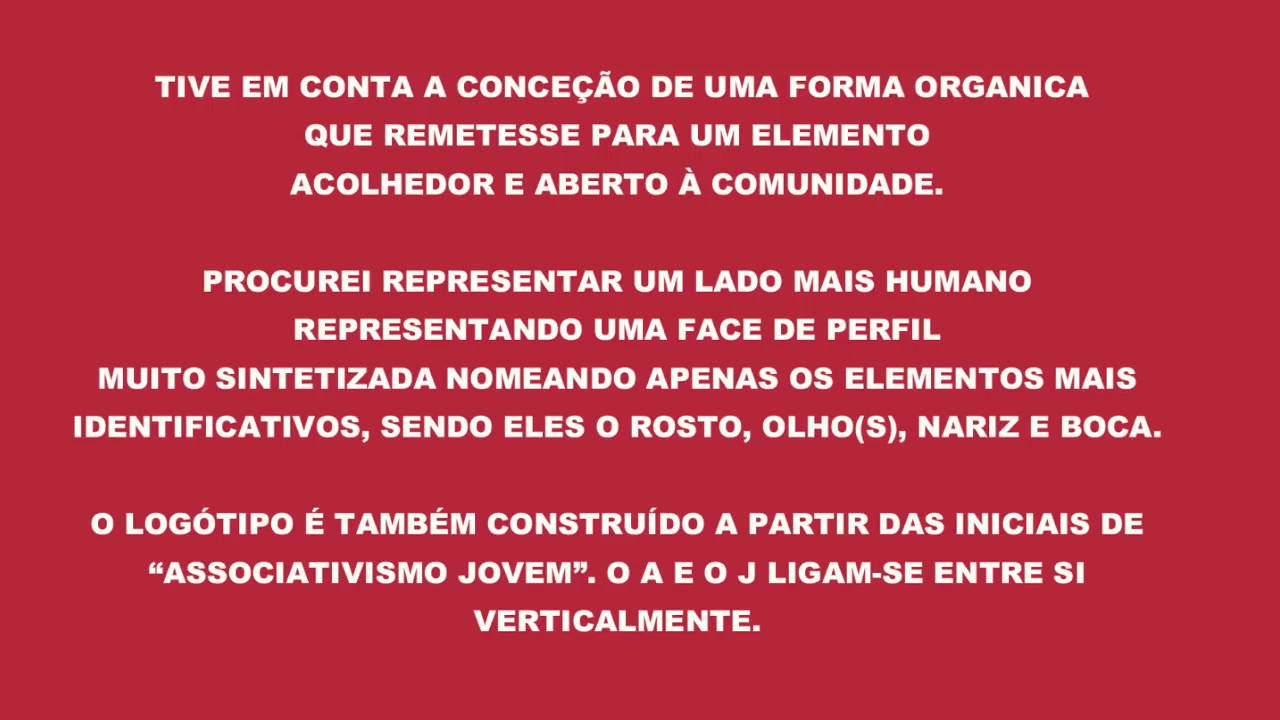 TIVE EM CONTA A CONCEÇÃO DE UMA FORMA ORGANICA
QUE REMETESSE PARA UM ELEMENTO
ACOLHEDOR E ABERTO À COMUNIDADE.
PROCUREI REPRESENTAR UM LADO MAIS HUMANO
REPRESENTANDO UMA FACE DE PERFIL
MUITO SINTETIZADA NOMEANDO APENAS OS ELEMENTOS MAIS
IDENTIFICATIVOS, SENDO ELES O ROSTO, OLHO(S), NARIZ E BOCA.
O LOGÓTIPO É TAMBÉM CONSTRUÍDO A PARTIR DAS INICIAIS DE
“ASSOCIATIVISMO JOVEM”. O A E O J LIGAM-SE ENTRE SI
VERTICALMENTE.